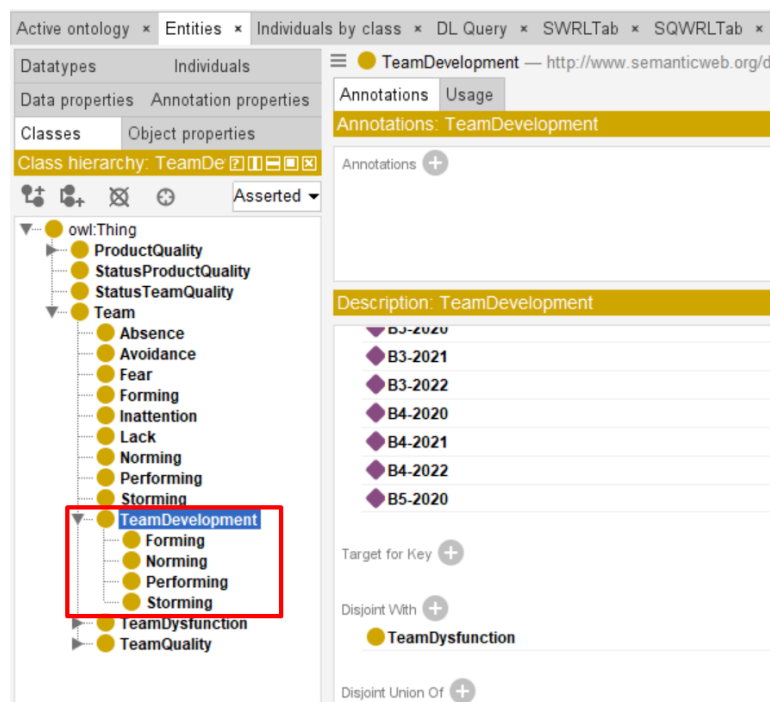 Active ontology × Entities × Individuals by class × DL Query × SWRLTab × SQWRLTab ×
Datatypes Individuals
Data properties Annotation properties
Classes Object properties
Class hierarchy: TeamDe
Asserted
owl:Thing
ProductQuality
StatusProductQuality
StatusTeamQuality
Team
Absence
Avoidance
Fear
Forming
Inattention
Lack
Norming
Performing
Storming
TeamDevelopment
Forming
Norming
Performing
Storming
TeamDysfunction
TeamQuality
TeamDevelopment — http://www.semanticweb.org/d
Annotations Usage
Annotations: TeamDevelopment
Annotations
Description: TeamDevelopment
B3-2020
B3-2021
B3-2022
B4-2020
B4-2021
B4-2022
B5-2020
Target for Key
Disjoint With
TeamDysfunction
Disjoint Union Of